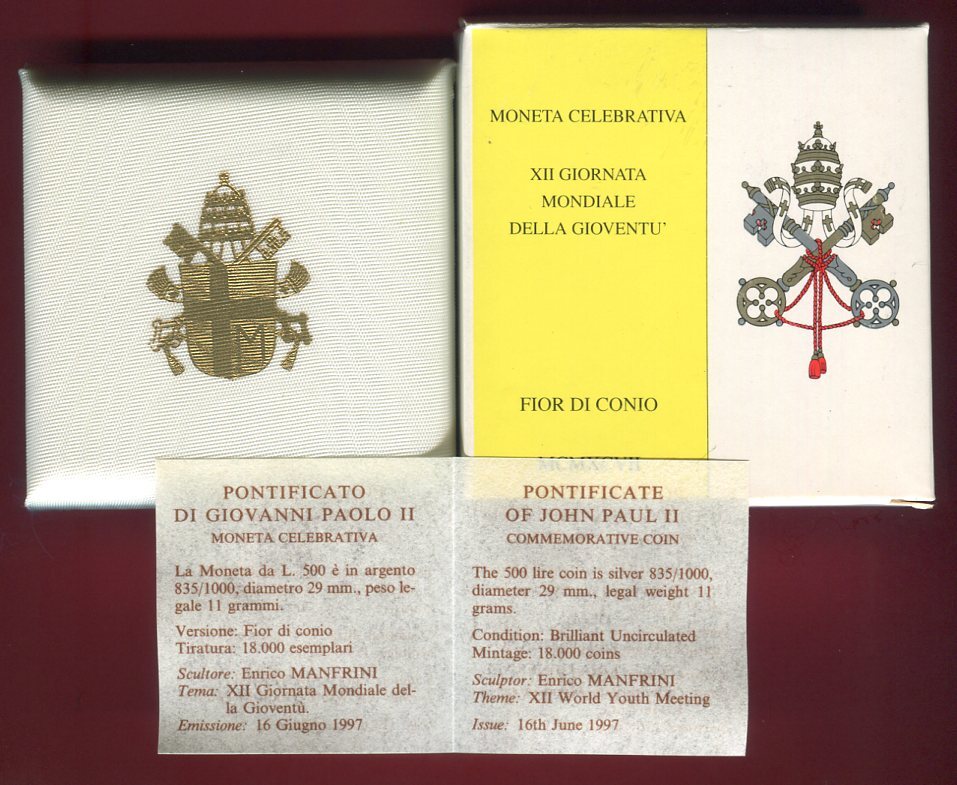 MONETA CELEBRATIVA
XII GIORNATA
MONDIALE
DELLA GIOVENTU'
FIOR DI CONIO
MCMXCVII
M
PONTIFICATO
DI GIOVANNI PAOLO II
MONETA CELEBRATIVA
La Moneta da L. 500 è in argento
835/1000, diametro 29 mm., peso le-
gale 11 grammi.
Versione: Fior di conio
Tiratura: 18.000 esemplari
Scultore: Enrico MANFRINI
Tema: XII Giornata Mondiale del-
la Gioventù.
Emissione: 16 Giugno 1997
PONTIFICATE
OF JOHN PAUL II
COMMEMORATIVE COIN
The 500 lire coin is silver 835/1000,
diameter 29 mm., legal weight 11
grams.
Condition: Brilliant Uncirculated
Mintage: 18.000 coins
Sculptor: Enrico MANFRINI
Theme: XII World Youth Meeting
Issue: 16th June 1997